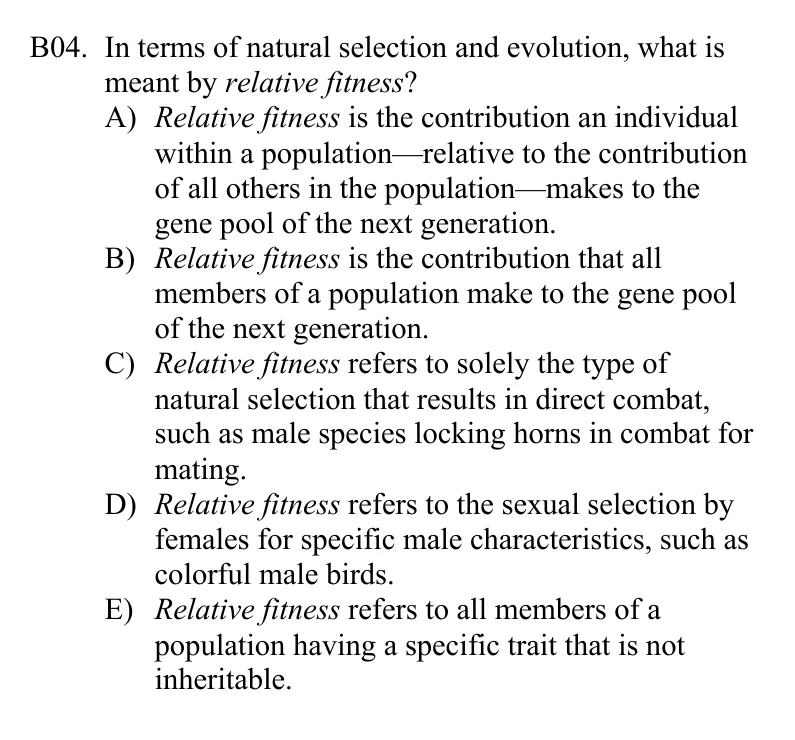 B04. In terms of natural selection and evolution, what is
meant by relative fitness?
A) Relative fitness is the contribution an individual
within a population—relative to the contribution
of all others in the population—makes to the
gene pool of the next generation.
B) Relative fitness is the contribution that all
members of a population make to the gene pool
of the next generation.
C) Relative fitness refers to solely the type of
natural selection that results in direct combat,
such as male species locking horns in combat for
mating.
D) Relative fitness refers to the sexual selection by
females for specific male characteristics, such as
colorful male birds.
E) Relative fitness refers to all members of a
population having a specific trait that is not
inheritable.